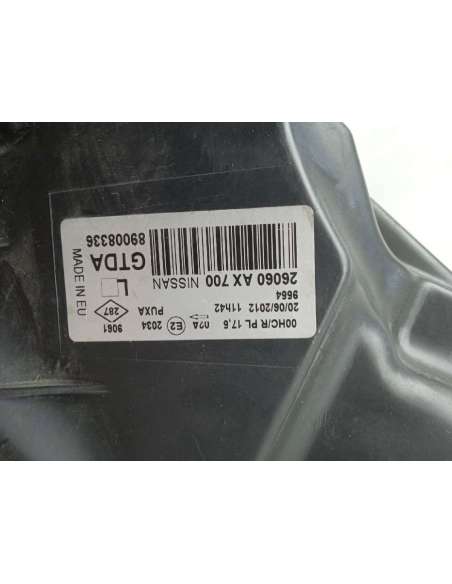 00HC/R PL 17,6
02A E2 2034 9061
PUXA 287
20/06/2012 11h42
9664
26060 AX 700 L
NISSAN
GTDA
89008336 MADE IN EU